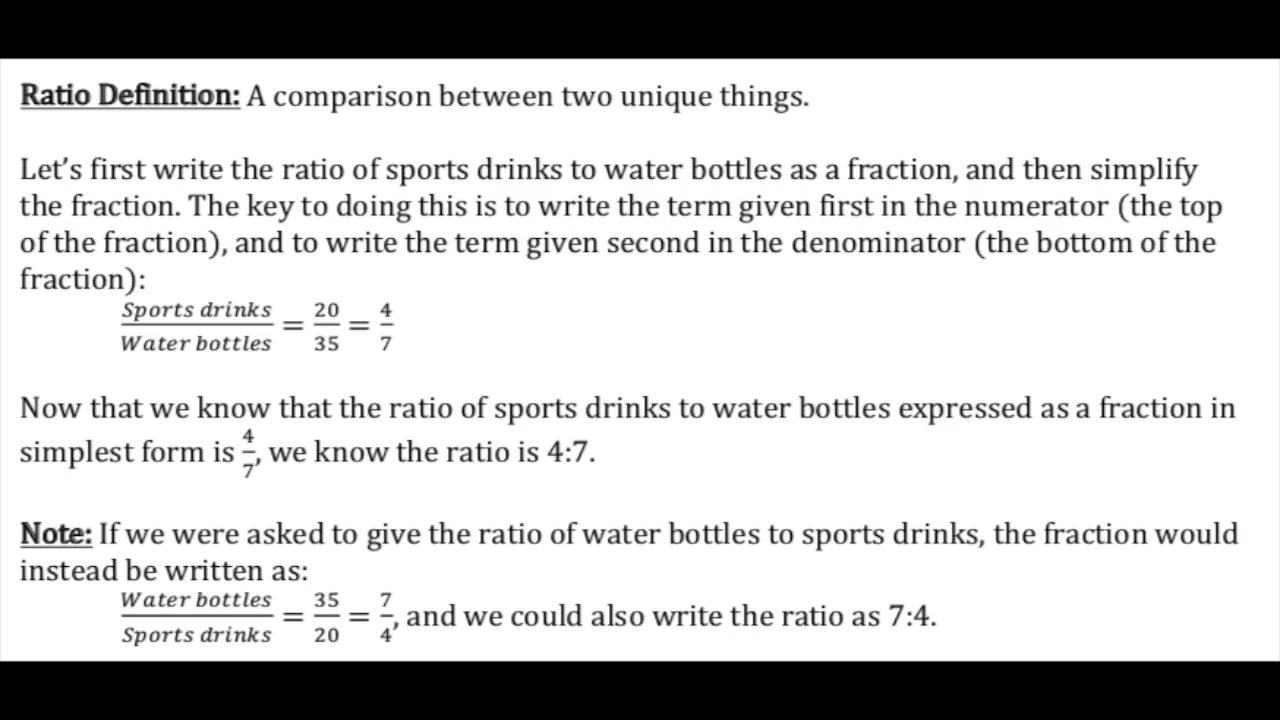 Ratio Definition: A comparison between two unique things.
Let’s first write the ratio of sports drinks to water bottles as a fraction, and then simplify
the fraction. The key to doing this is to write the term given first in the numerator (the top
of the fraction), and to write the term given second in the denominator (the bottom of the
fraction):
Sports drinks/Water bottles = 20/35 = 4/7
Now that we know that the ratio of sports drinks to water bottles expressed as a fraction in
simplest form is 4/7, we know the ratio is 4:7.
Note: If we were asked to give the ratio of water bottles to sports drinks, the fraction would
instead be written as:
Water bottles/Sports drinks = 35/20 = 7/4, and we could also write the ratio as 7:4.